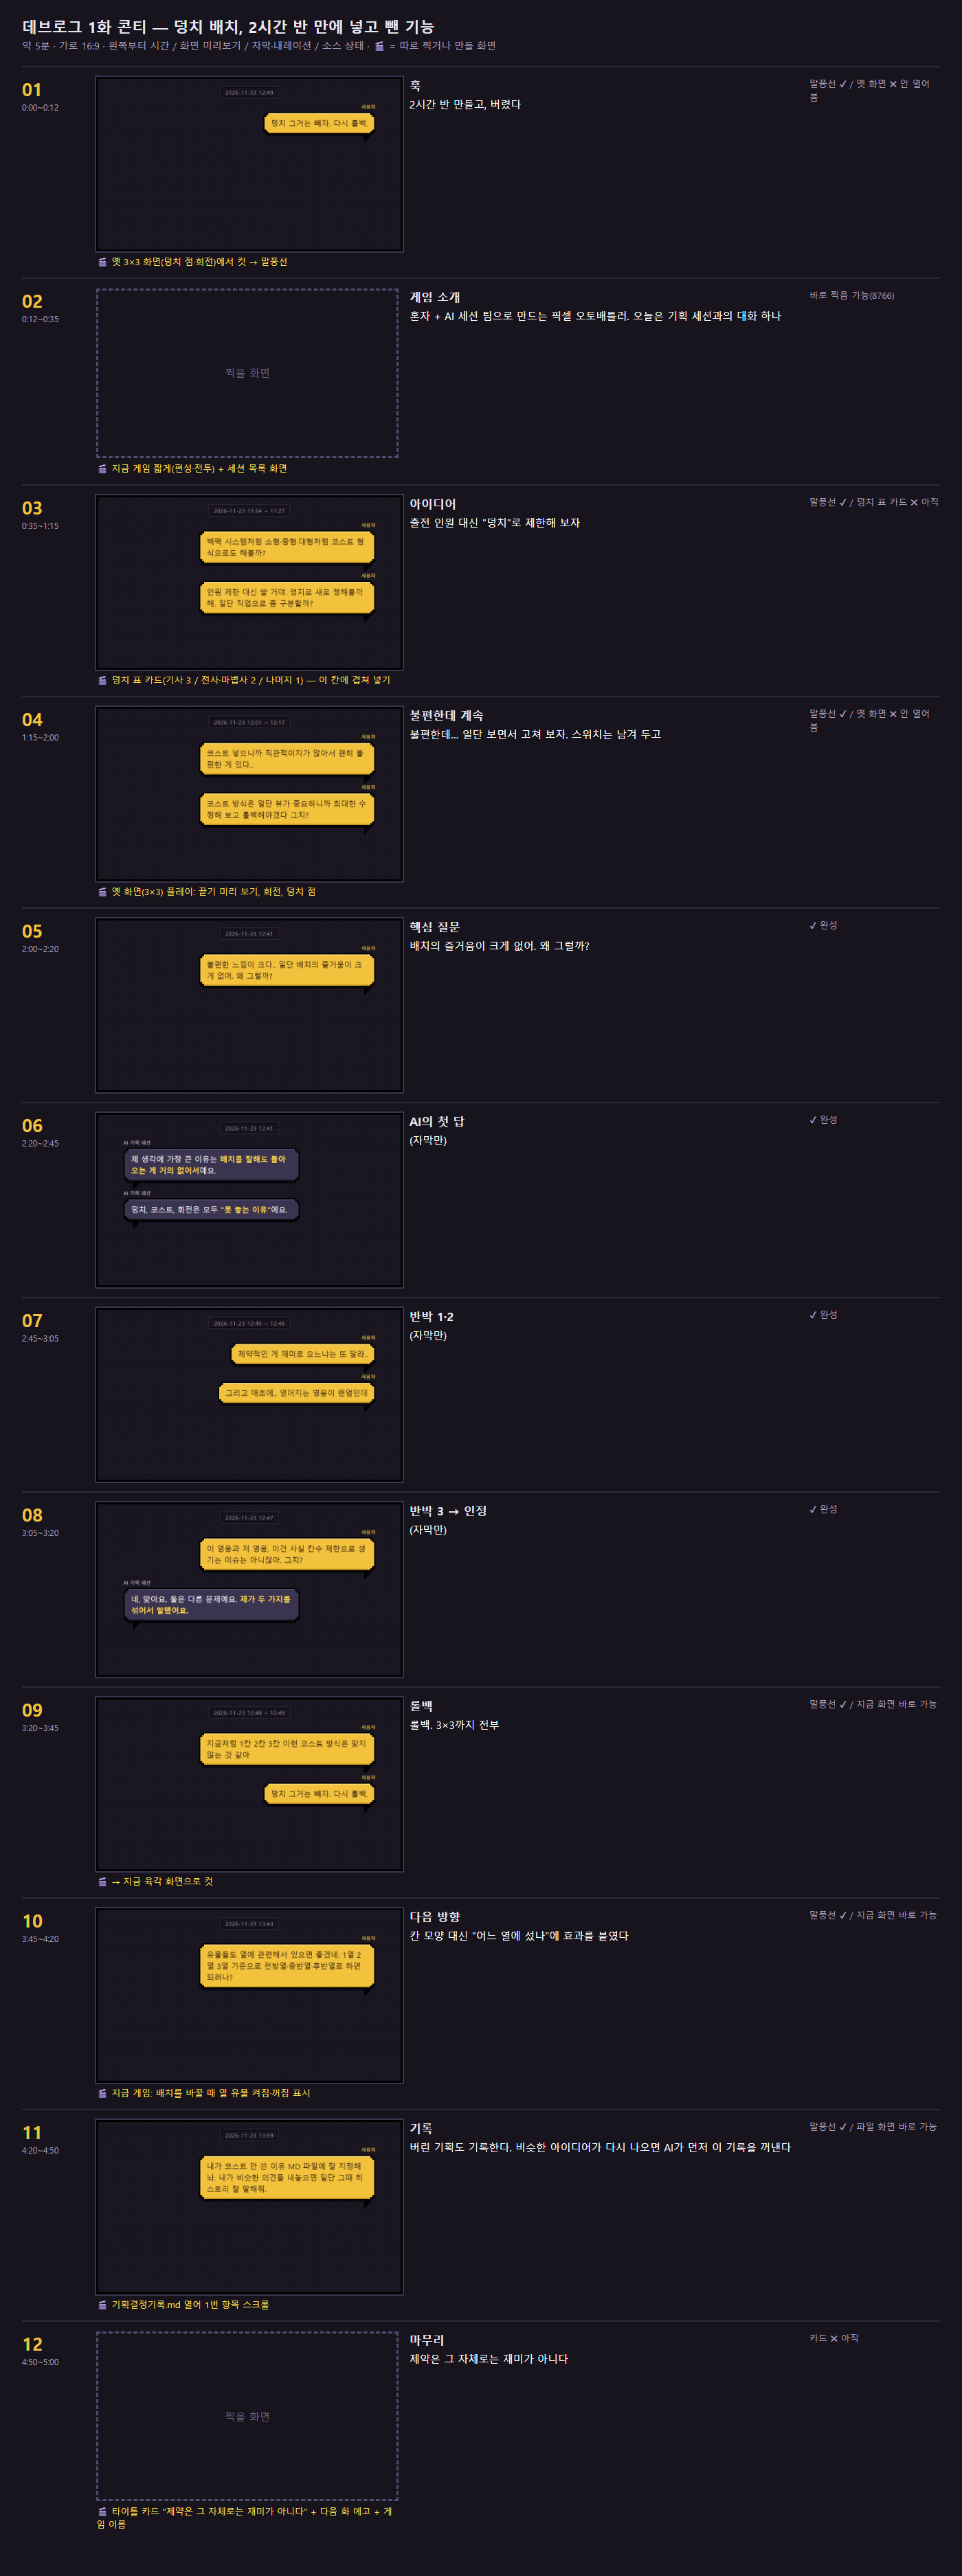 데브로그 1화 콘티 — 덩치 배치, 2시간 반 만에 넣고 뺀 기능
약 5분 · 가로 16:9 · 왼쪽부터 시간 / 화면 미리보기 / 자막·내레이션 / 소스 상태 · 🎬 = 따로 찍거나 만들 화면
01
0:00~0:12
2026-11-23 12:49
사용자
덩치 그거는 빼자. 다시 롤백.
🎬 옛 3×3 화면(덩치 점·회전)에서 컷 → 말풍선
훅
2시간 반 만들고, 버렸다
말풍선 ✓ / 옛 화면 ✕ 안 열어
봄
02
0:12~0:35
찍을 화면
🎬 지금 게임 짧게(편성·전투) + 세션 목록 화면
게임 소개
혼자 + AI 세션 팀으로 만드는 픽셀 오토배틀러. 오늘은 기획 세션과의 대화 하나
바로 찍음 가능(8766)
03
0:35~1:15
2026-11-23 11:24 ~ 11:27
사용자
백팩 시스템처럼 소형·중형·대형처럼 코스트 형
식으로도 해볼까?
사용자
인원 제한 대신 쓸 거야. 덩치로 새로 정해볼까
해. 일단 직업으로 좀 구분할까?
🎬 덩치 표 카드(기사 3 / 전사·마법사 2 / 나머지 1) — 이 칸에 겹쳐 넣기
아이디어
출전 인원 대신 "덩치"로 제한해 보자
말풍선 ✓ / 덩치 표 카드 ✕ 아직
04
1:15~2:00
2026-11-23 12:01 ~ 12:17
사용자
코스트 넣으니까 직관적이지가 않아서 괜히 불
편한 게 있다..
사용자
코스트 방식은 일단 뷰가 중요하니까 최대한 수
정해 보고 롤백해야겠다 그치?
🎬 옛 화면(3×3) 플레이: 끌기 미리 보기, 회전, 덩치 점
불편한데 계속
불편한데... 일단 보면서 고쳐 보자. 스위치는 남겨 두고
말풍선 ✓ / 옛 화면 ✕ 안 열어
봄
05
2:00~2:20
2026-11-23 12:41
사용자
불편한 느낌이 크다.. 일단 배치의 즐거움이 크
게 없어. 왜 그럴까?
핵심 질문
배치의 즐거움이 크게 없어. 왜 그럴까?
✓ 완성
06
2:20~2:45
2026-11-23 12:41
AI 기획 세션
제 생각에 가장 큰 이유는 배치를 잘해도 돌아
오는 게 거의 없어서예요.
AI 기획 세션
덩치, 코스트, 회전은 모두 "못 놓는 이유"예요.
AI의 첫 답
(자막만)
✓ 완성
07
2:45~3:05
2026-11-23 12:45 ~ 12:46
사용자
제약적인 게 재미로 오느냐는 또 달라..
사용자
그리고 애초에.. 얻어지는 영웅이 랜덤인데
반박 1·2
(자막만)
✓ 완성
08
3:05~3:20
2026-11-23 12:47
사용자
이 영웅과 저 영웅, 이건 사실 칸수 제한으로 생
기는 이슈는 아니잖아. 그치?
AI 기획 세션
네, 맞아요. 둘은 다른 문제예요. 제가 두 가지를
섞어서 말했어요.
반박 3 → 인정
(자막만)
✓ 완성
09
3:20~3:45
2026-11-23 12:48 ~ 12:49
사용자
지금처럼 1칸 2칸 3칸 이런 코스트 방식은 맞지
않는 것 같아
사용자
덩치 그거는 빼자. 다시 롤백.
🎬 → 지금 육각 화면으로 컷
롤백
롤백. 3×3까지 전부
말풍선 ✓ / 지금 화면 바로 가능
10
3:45~4:20
2026-11-23 13:43
사용자
유물들도 열에 관련해서 있으면 좋겠네. 1열 2
열 3열 기준으로 전방열·중반열·후반열로 하면
되려나?
🎬 지금 게임: 배치를 바꿀 때 열 유물 켜짐·꺼짐 표시
다음 방향
칸 모양 대신 "어느 열에 섰나"에 효과를 붙였다
말풍선 ✓ / 지금 화면 바로 가능
11
4:20~4:50
2026-11-23 13:59
사용자
내가 코스트 안 쓴 이유 MD 파일에 잘 지정해
놔. 내가 비슷한 의견들 내놓으면 일단 그때 히
스토리 잘 말해줘.
🎬 기획결정기록.md 열어 1번 항목 스크롤
기록
버린 기획도 기록한다. 비슷한 아이디어가 다시 나오면 AI가 먼저 이 기록을 꺼낸다
말풍선 ✓ / 파일 화면 바로 가능
12
4:50~5:00
찍을 화면
🎬 타이틀 카드 "제약은 그 자체로는 재미가 아니다" + 다음 화 예고 + 게
임 이름
마무리
제약은 그 자체로는 재미가 아니다
카드 ✕ 아직